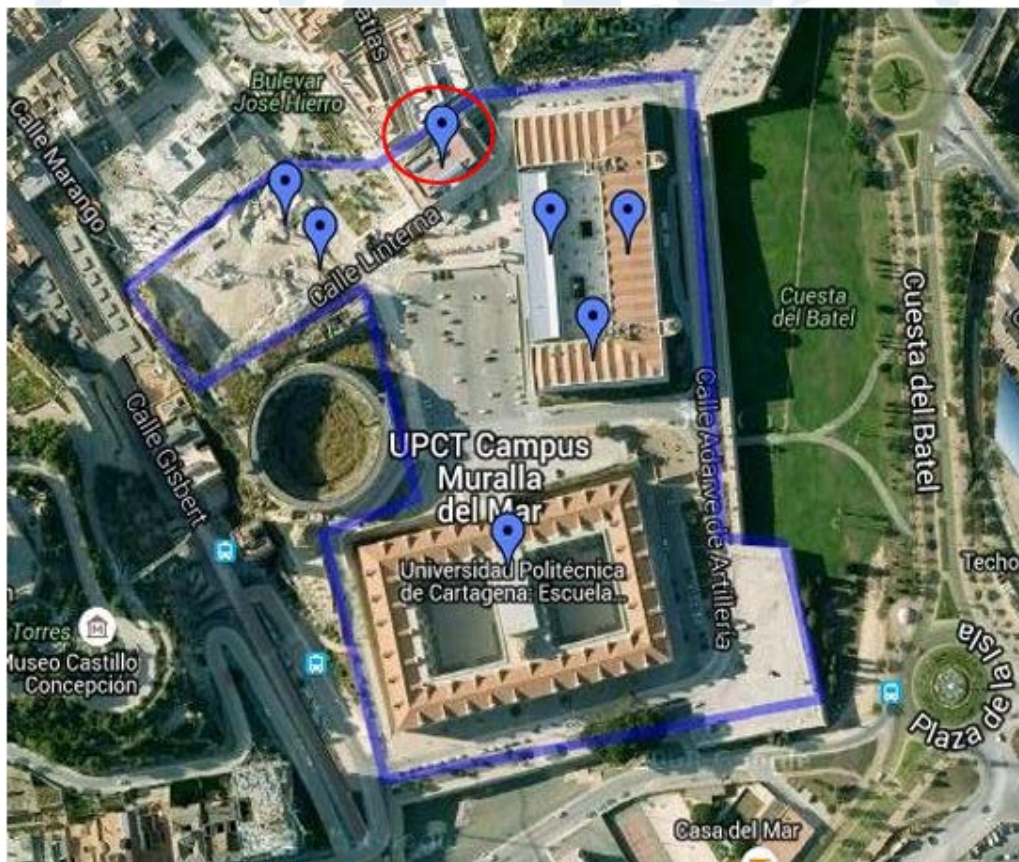 Bulevar
José Hierro
Calle Marango
Calle Linterna
Cuesta
del Batel
Cuesta del Batel
Calle Gisbert
UPCT Campus
Muralla
del Mar
Calle Adarve de Artillería
Universidad Politécnica
de Cartagena: Escuela...
Techo
Torres
Museo Castillo
Concepción
Plaza de la Isla
Casa del Mar